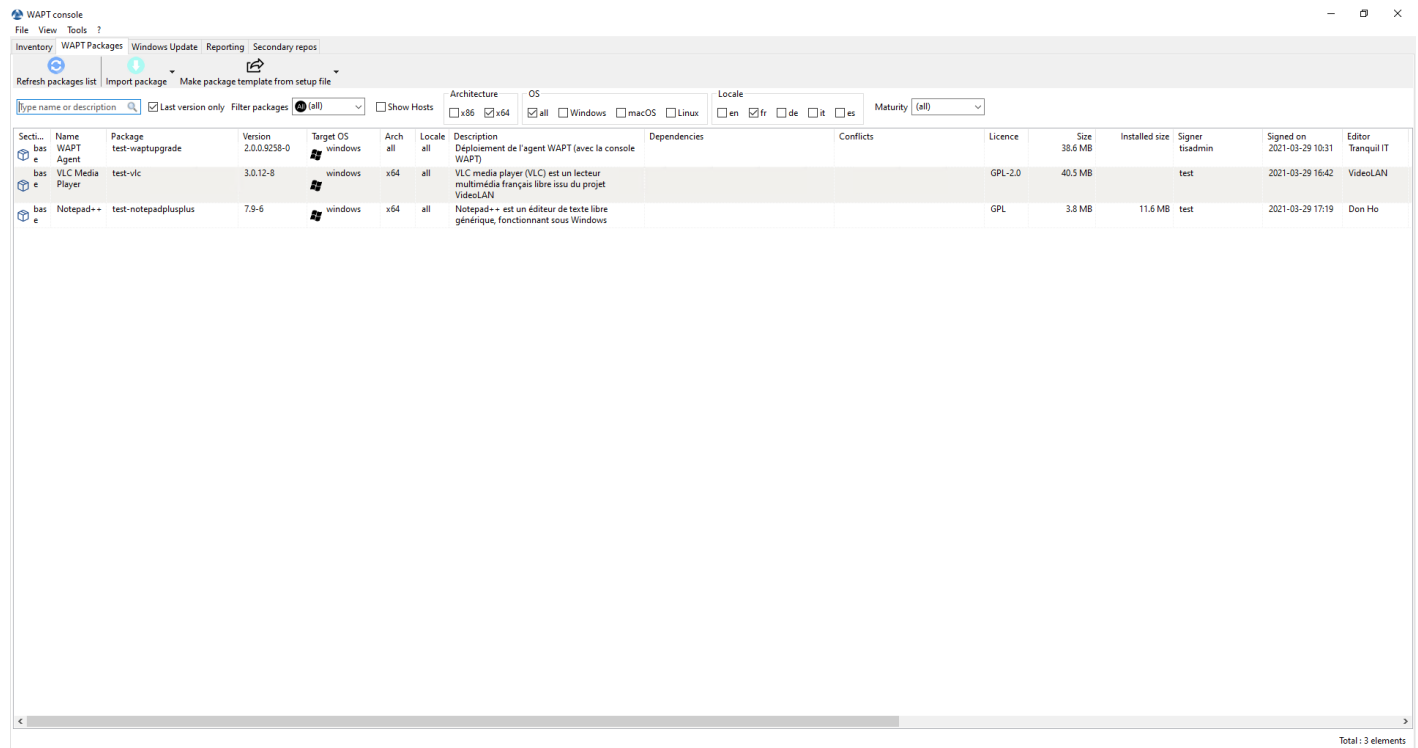 WAPT console
File View Tools ?
Inventory WAPT Packages Windows Update Reporting Secondary repos
Refresh packages list Import package Make package template from setup file
Type name or description Last version only Filter packages All (all) Show Hosts
Architecture OS Locale
x86 x64 all Windows macOS Linux en fr de it es Maturity (all)
Secti... Name Package Version Target OS Arch Locale Description Dependencies Conflicts Licence Size Installed size Signer Signed on Editor
bas WAPT test-waptupgrade 2.0.0.9258-0 windows all all Déploiement de l'agent WAPT (avec la console 38.6 MB tisadmin 2021-03-29 10:31 Tranquil IT
e Agent WAPT)
bas VLC Media test-vlc 3.0.12-8 windows x64 all VLC media player (VLC) est un lecteur GPL-2.0 40.5 MB test 2021-03-29 16:42 VideoLAN
e Player multimédia français libre issu du projet
VideoLAN
bas Notepad++ test-notepadplusplus 7.9-6 windows x64 all Notepad++ est un éditeur de texte libre GPL 3.8 MB 11.6 MB test 2021-03-29 17:19 Don Ho
e générique, fonctionnant sous Windows
Total : 3 elements